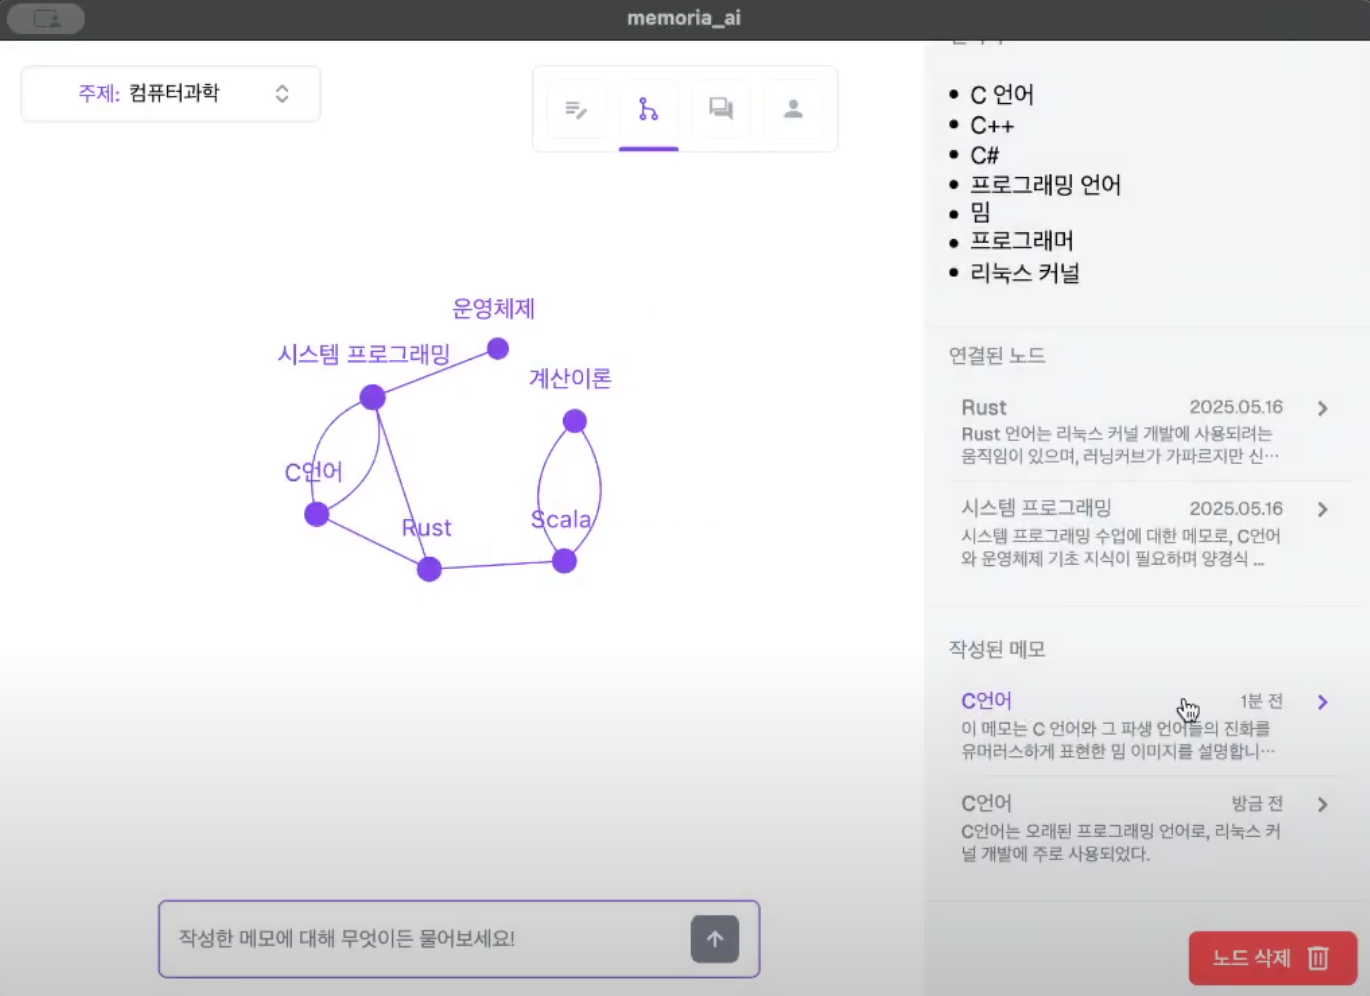 memoria_ai
주제: 컴퓨터과학
운영체제
시스템 프로그래밍
계산이론
C언어
Rust
Scala
작성한 메모에 대해 무엇이든 물어보세요!
C 언어
C++
C#
프로그래밍 언어
밈
프로그래머
리눅스 커널
연결된 노드
Rust 2025.05.16
Rust 언어는 리눅스 커널 개발에 사용되려는
움직임이 있으며, 러닝커브가 가파르지만 신…
시스템 프로그래밍 2025.05.16
시스템 프로그래밍 수업에 대한 메모로, C언어
와 운영체제 기초 지식이 필요하며 양경식 ...
작성된 메모
C언어 1분 전
이 메모는 C 언어와 그 파생 언어들의 진화를
유머러스하게 표현한 밈 이미지를 설명합니…
C언어 방금 전
C언어는 오래된 프로그래밍 언어로, 리눅스 커
널 개발에 주로 사용되었다.
노드 삭제